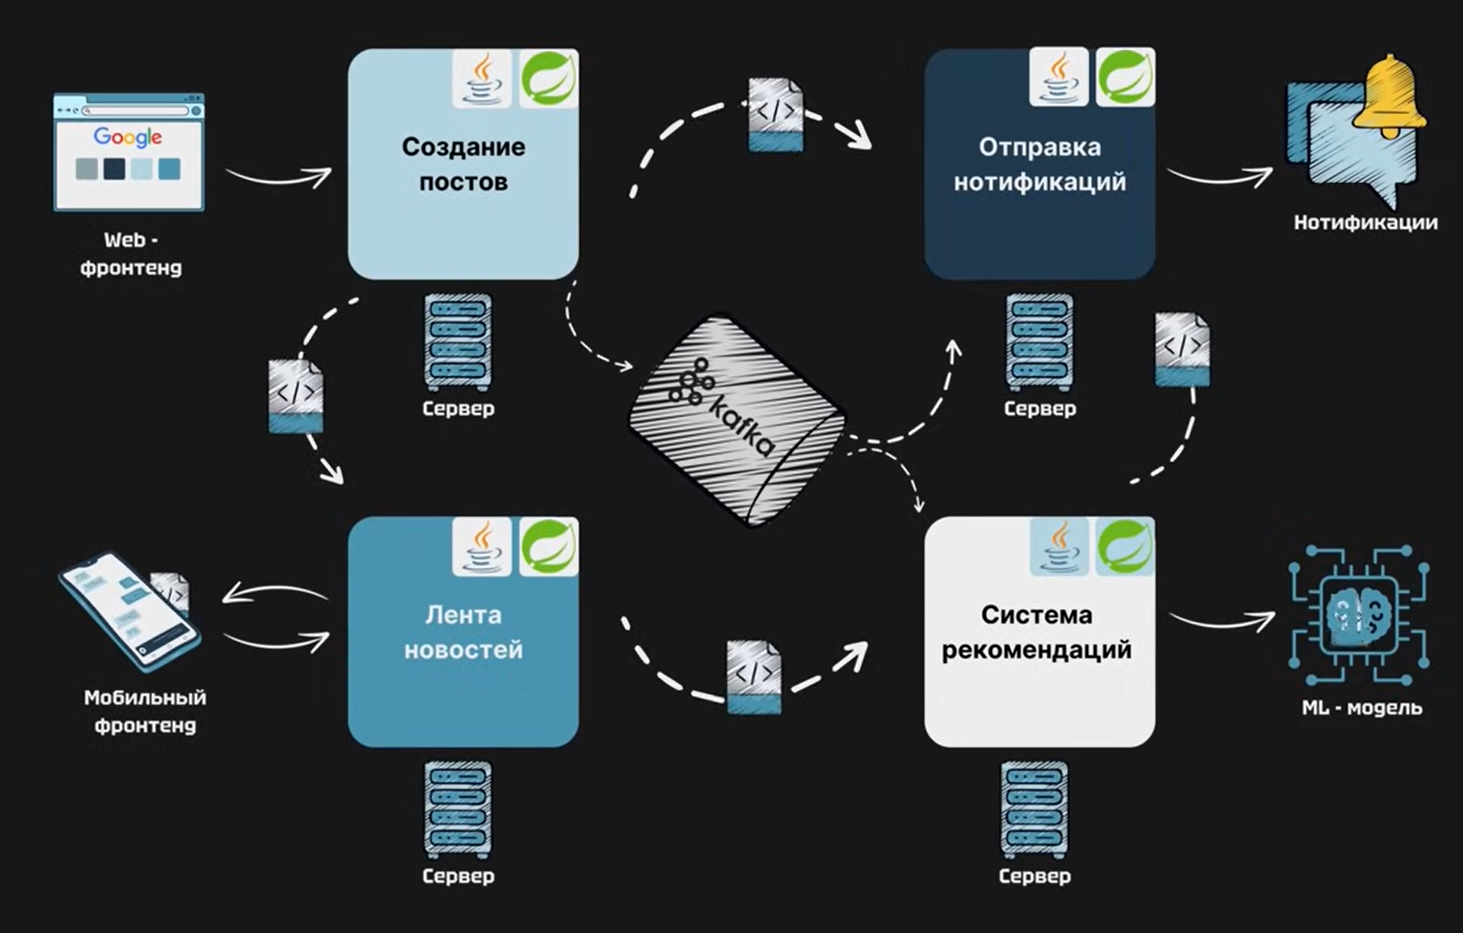 Google
Web -
фронтенд
Создание
постов
</>
Отправка
нотификаций
Нотификации
Сервер
</>
kafka
Сервер
</>
Мобильный
фронтенд
</>
Лента
новостей
</>
Система
рекомендаций
ML - модель
Сервер
Сервер